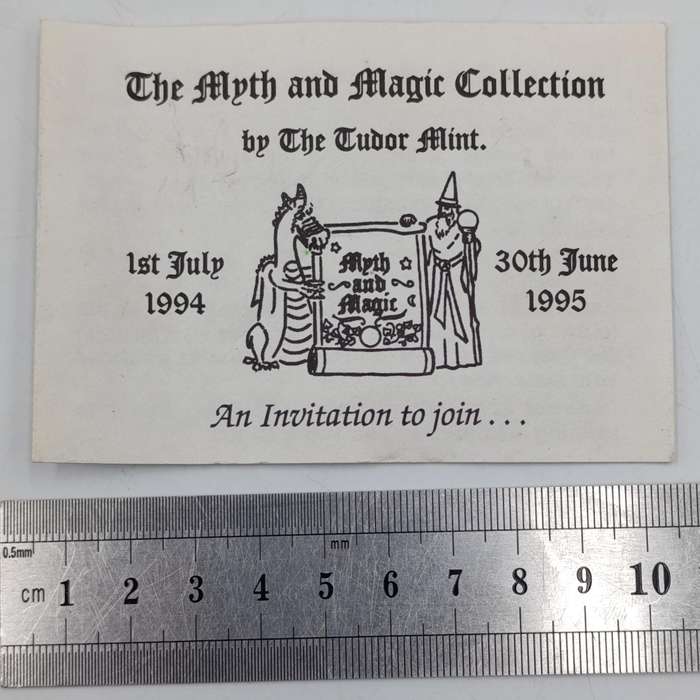 The Myth and Magic Collection
by The Tudor Mint.
1st July
1994
Myth
and
Magic
30th June
1995
An Invitation to join . . .
0.5mm
mm
cm 1 2 3 4 5 6 7 8 9 10